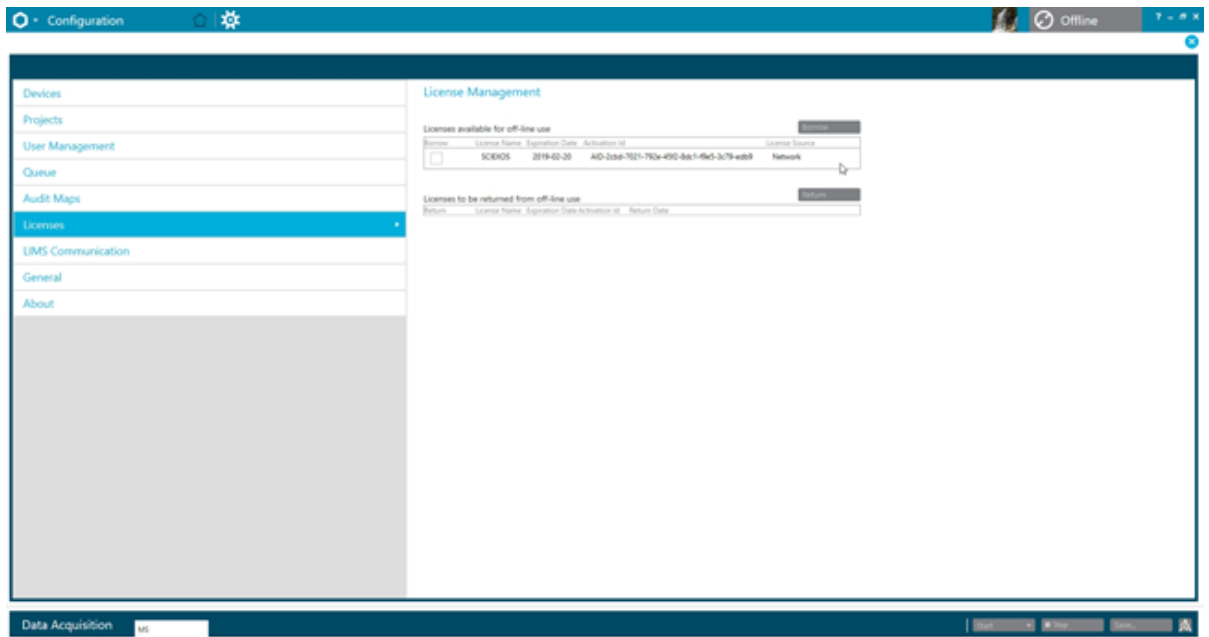 Configuration
Offline
?
Devices
Projects
User Management
Queue
Audit Maps
Licenses
LIMS Communication
General
About
License Management
Licenses available for off-line use
Borrow
Borrow License Name Expiration Date Activation Id License Source
SCIEXOS 2019-02-20 Network
Licenses to be returned from off-line use
Return
Return License Name Expiration Date Activation Id Return Date
Data Acquisition
MS
Start
Stop
Save...